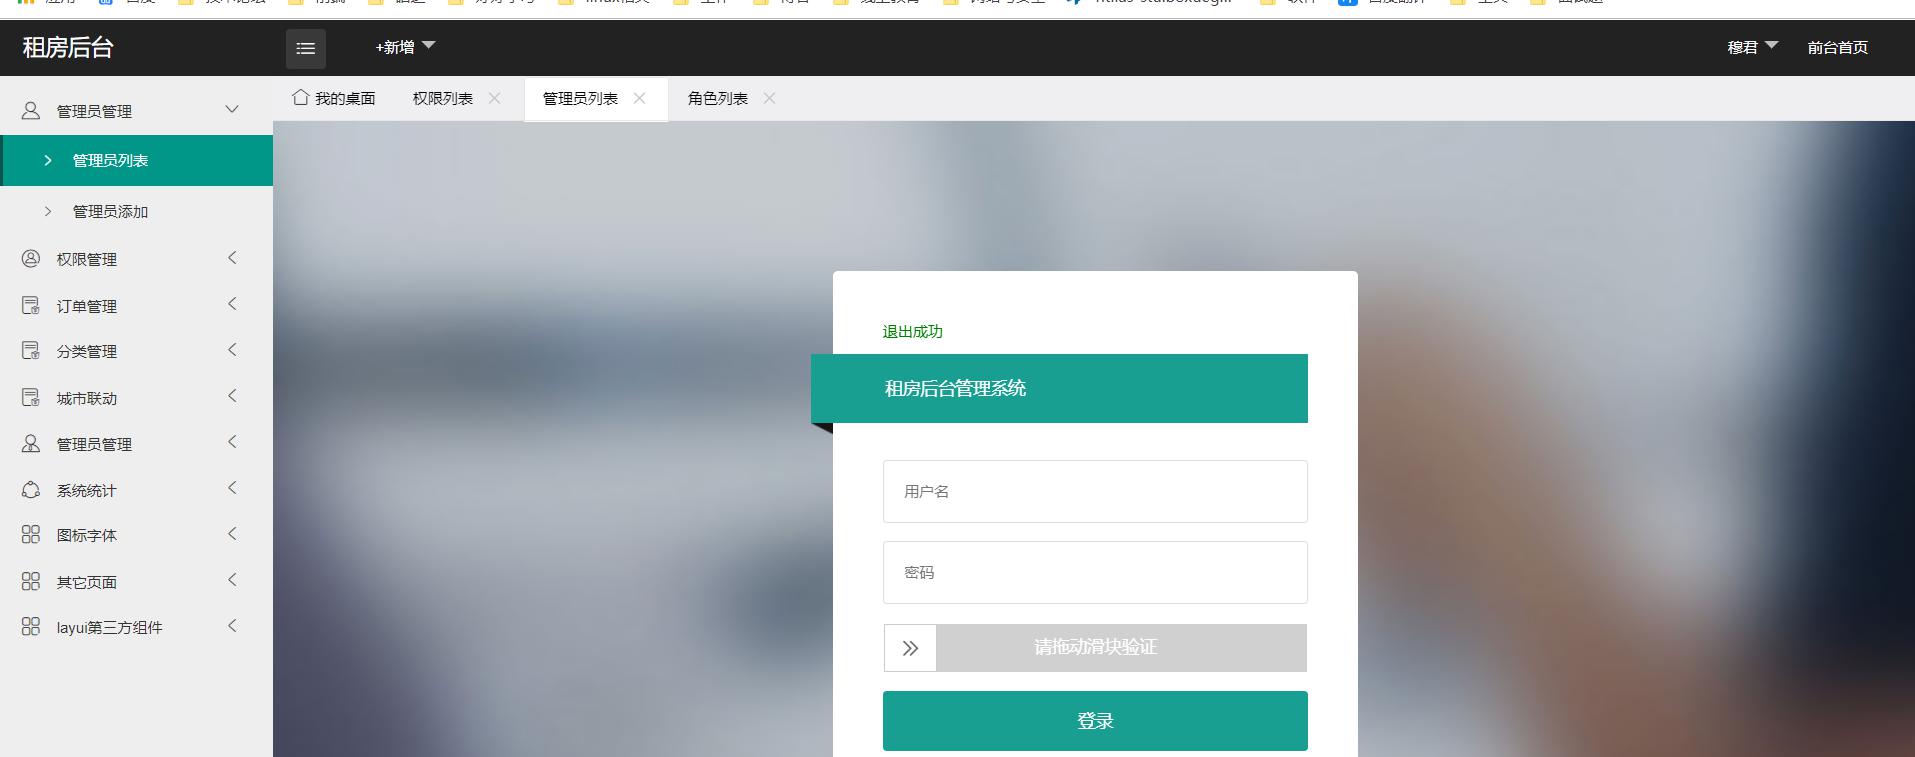 租房后台
+新增
穆君
前台首页
我的桌面
权限列表
管理员列表
角色列表
管理员管理
管理员列表
管理员添加
权限管理
订单管理
分类管理
城市联动
管理员管理
系统统计
图标字体
其它页面
layui第三方组件
退出成功
租房后台管理系统
用户名
密码
请拖动滑块验证
登录